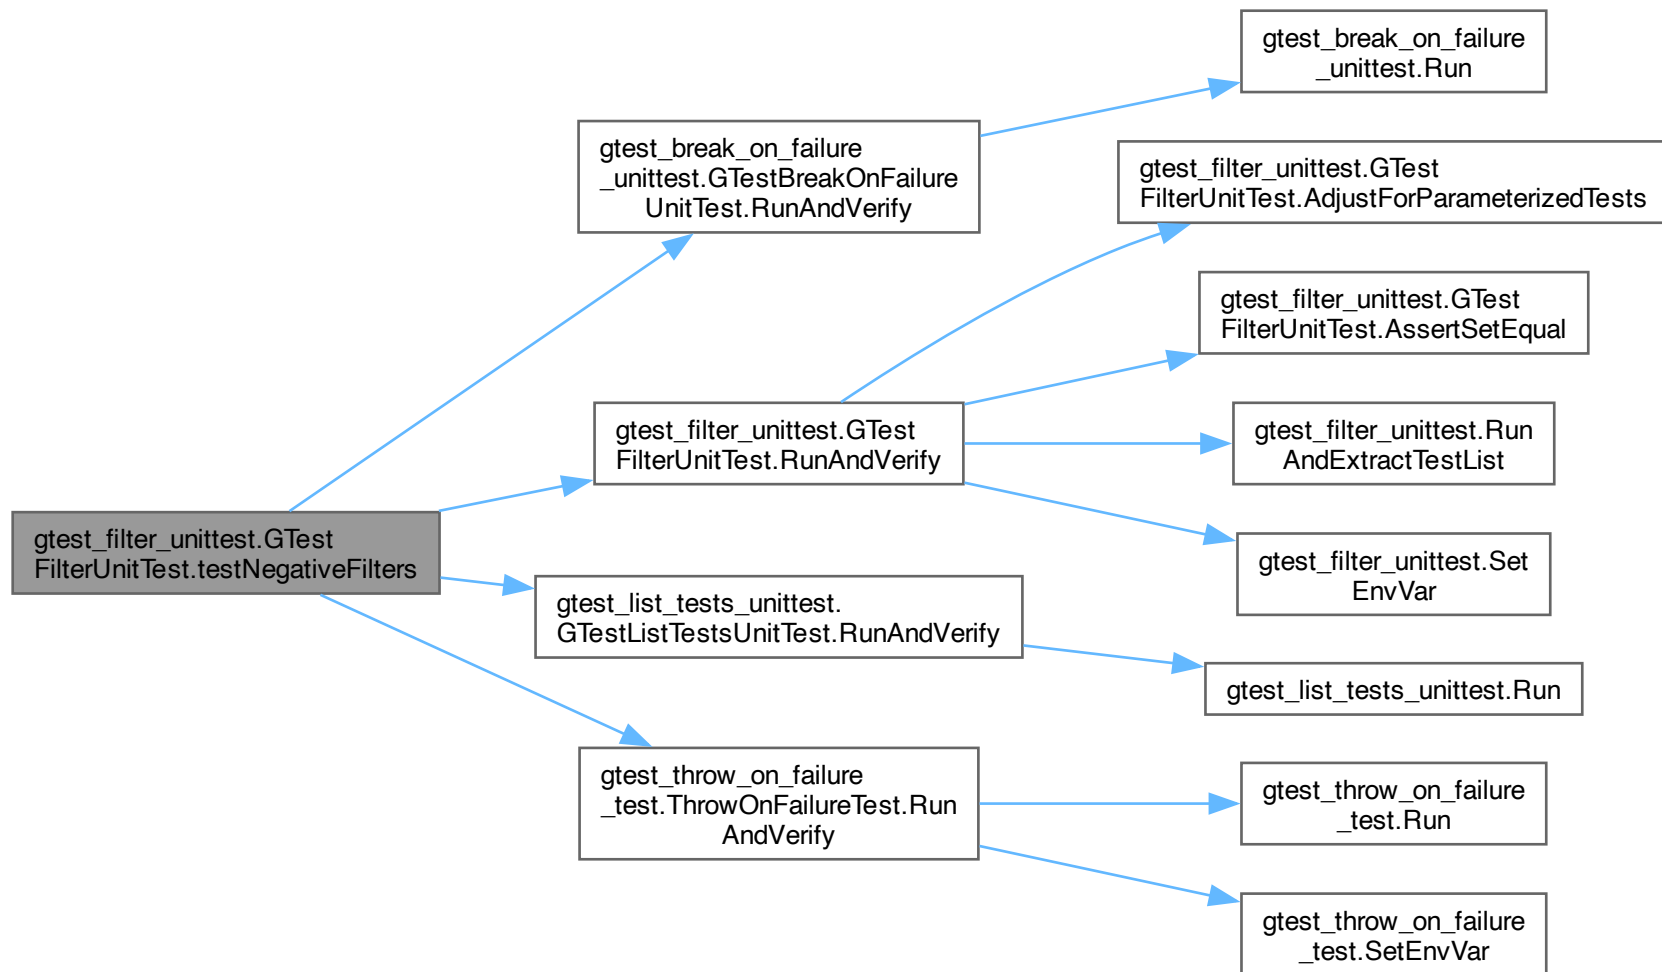 gtest_break_on_failure
_unittest.Run
gtest_break_on_failure
_unittest.GTestBreakOnFailure
UnitTest.RunAndVerify
gtest_filter_unittest.GTest
FilterUnitTest.AdjustForParameterizedTests
gtest_filter_unittest.GTest
FilterUnitTest.AssertSetEqual
gtest_filter_unittest.GTest
FilterUnitTest.RunAndVerify
gtest_filter_unittest.Run
AndExtractTestList
gtest_filter_unittest.GTest
FilterUnitTest.testNegativeFilters
gtest_filter_unittest.Set
EnvVar
gtest_list_tests_unittest.
GTestListTestsUnitTest.RunAndVerify
gtest_list_tests_unittest.Run
gtest_throw_on_failure
_test.ThrowOnFailureTest.Run
AndVerify
gtest_throw_on_failure
_test.Run
gtest_throw_on_failure
_test.SetEnvVar